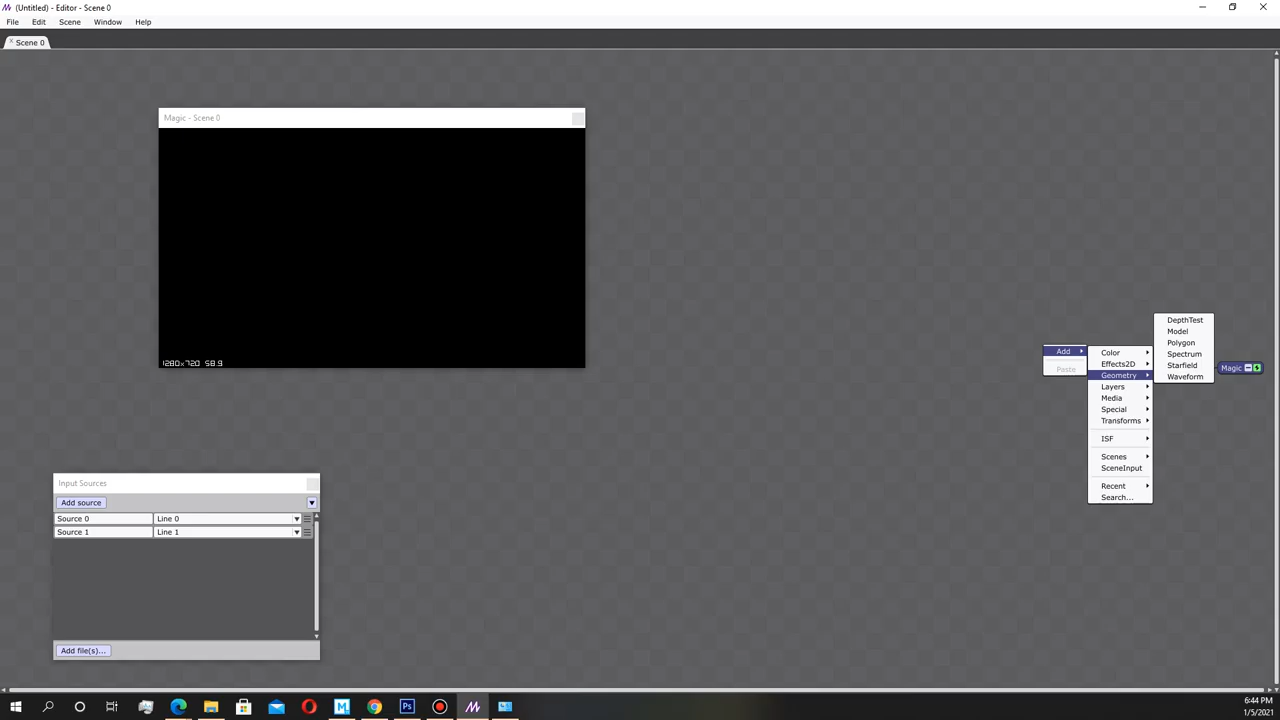 (Untitled) - Editor - Scene 0
File Edit Scene Window Help
Scene 0
Magic - Scene 0
1280x720 58.9
Add
Paste
Color
Effects2D
Geometry
Layers
Media
Special
Transforms
ISF
Scenes
SceneInput
Recent
Search...
DepthTest
Model
Polygon
Spectrum
Starfield
Waveform
Magic
Input Sources
Add source
Source 0 Line 0
Source 1 Line 1
Add file(s)...
Ps
6:44 PM
1/5/2021